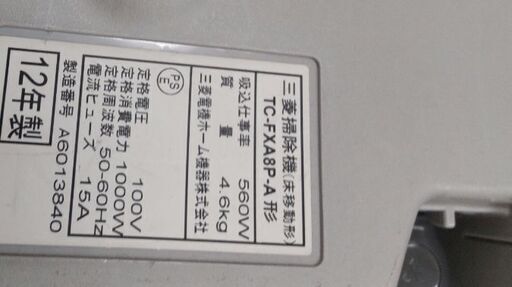 三菱掃除機(床移動形)
TC-FXA8P-A 形
吸込仕事率 560W
質量 4.6kg
三菱電機ホーム機器株式会社
PSE
定格電圧 100V
定格消費電力 1000W
定格周波数 50-60Hz
電流ヒューズ 15A
12年製
製造番号 A6013840